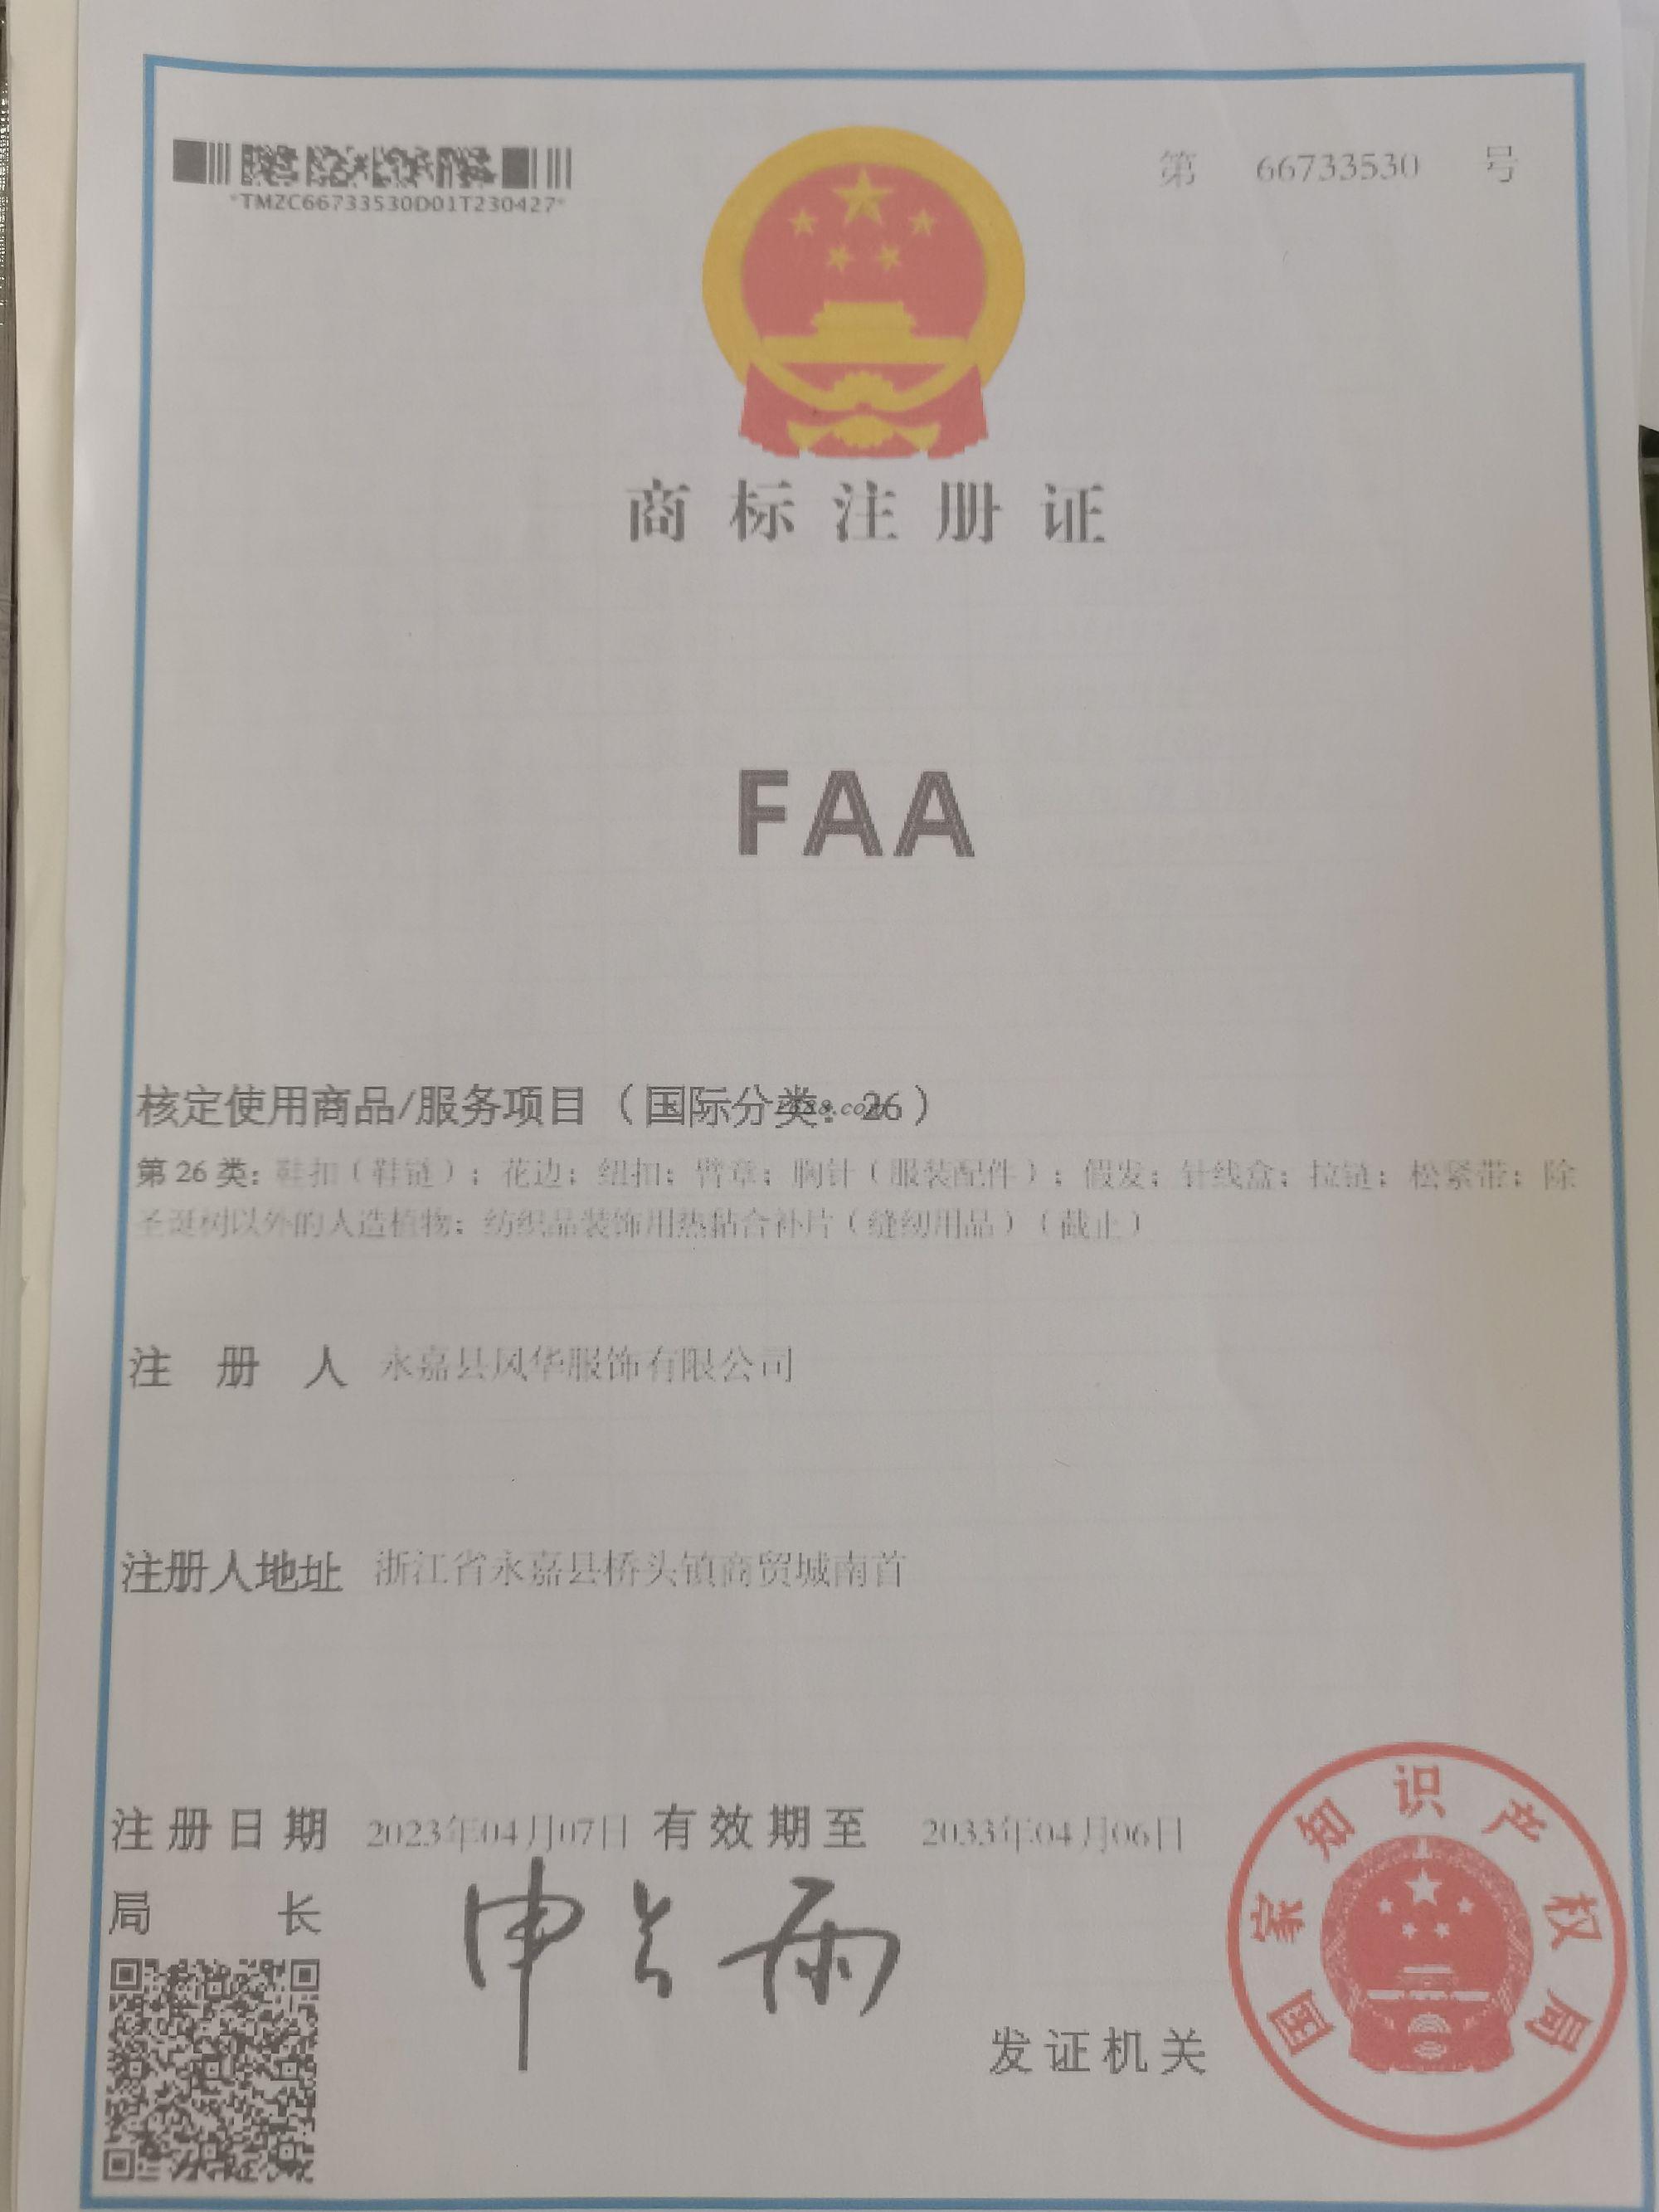 第 66733530 号
*TMZC66733530D01T230427*
商标注册证
FAA
核定使用商品/服务项目（国际分类：26）
1688.com
第26类：鞋扣（鞋链）；花边；纽扣；臂章；胸针（服装配件）；假发；针线盒；拉链；松紧带；除
圣诞树以外的人造植物；纺织品装饰用热黏合补片（缝纫用品）（截止）
注册人 永嘉县风华服饰有限公司
注册人地址 浙江省永嘉县桥头镇商贸城南首
注册日期 2023年04月07日 有效期至 2033年04月06日
局长 申长雨
发证机关
国家知识产权局